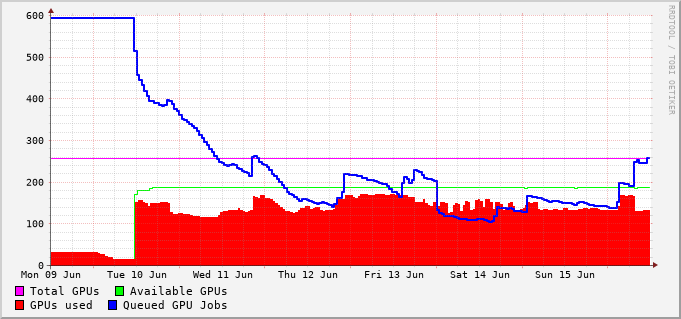 RRDTOOL / TOBI OETIKER
600
500
400
300
200
100
0
Mon 09 Jun Tue 10 Jun Wed 11 Jun Thu 12 Jun Fri 13 Jun Sat 14 Jun Sun 15 Jun
Total GPUs Available GPUs
GPUs used Queued GPU Jobs